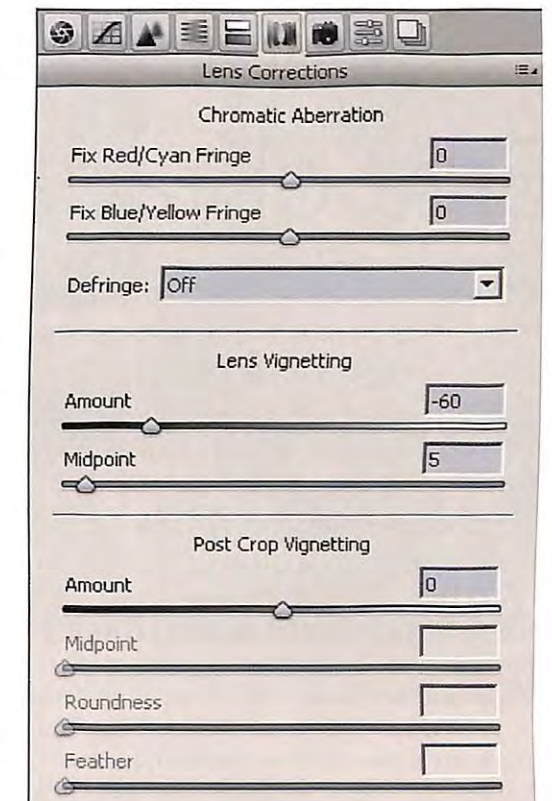 Lens Corrections
Chromatic Aberration
Fix Red/Cyan Fringe 0
Fix Blue/Yellow Fringe 0
Defringe: Off
Lens Vignetting
Amount -60
Midpoint 5
Post Crop Vignetting
Amount 0
Midpoint
Roundness
Feather